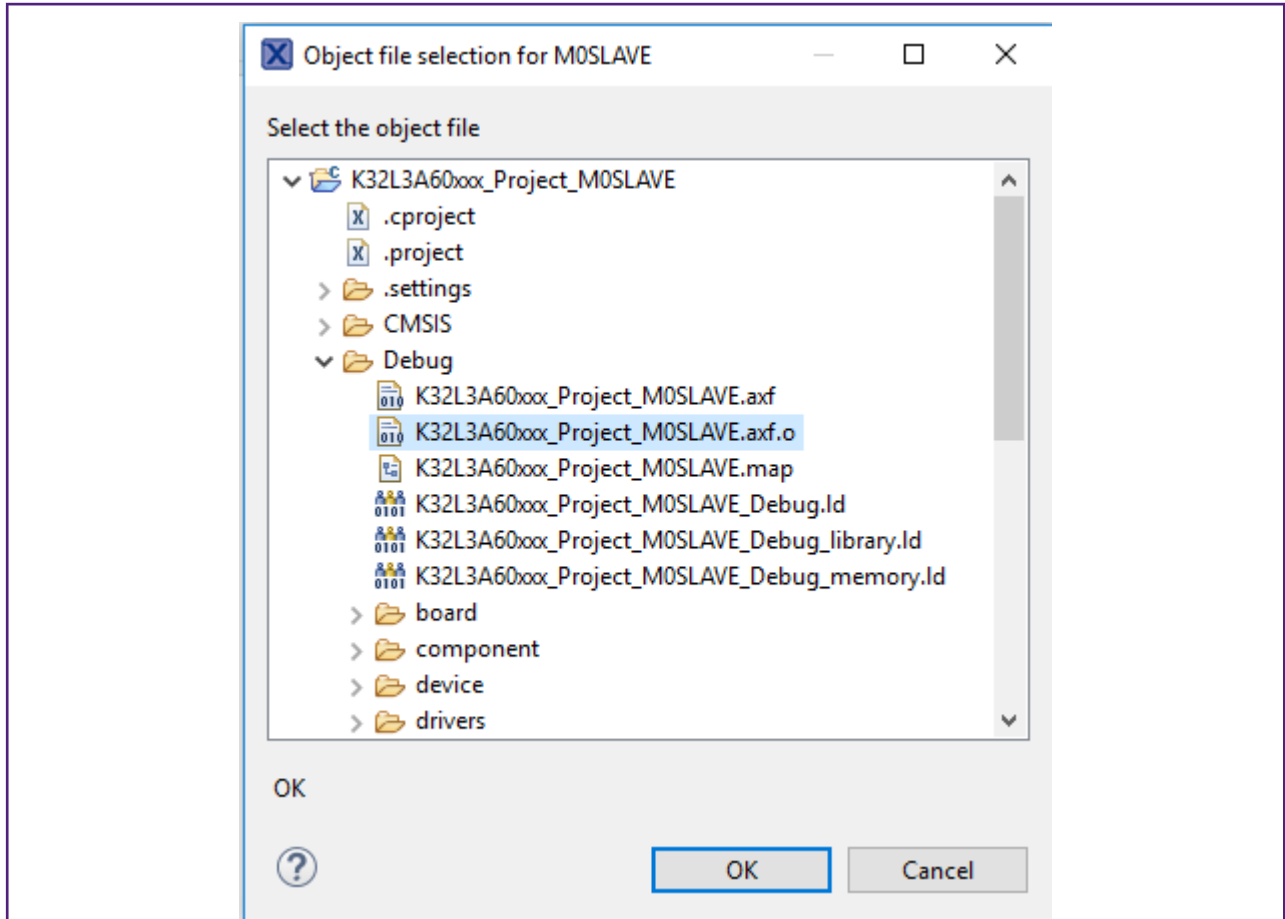 Object file selection for M0SLAVE
Select the object file
K32L3A60xxx_Project_M0SLAVE
.cproject
.project
.settings
CMSIS
Debug
K32L3A60xxx_Project_M0SLAVE.axf
K32L3A60xxx_Project_M0SLAVE.axf.o
K32L3A60xxx_Project_M0SLAVE.map
K32L3A60xxx_Project_M0SLAVE_Debug.ld
K32L3A60xxx_Project_M0SLAVE_Debug_library.ld
K32L3A60xxx_Project_M0SLAVE_Debug_memory.ld
board
component
device
drivers
OK
OK Cancel